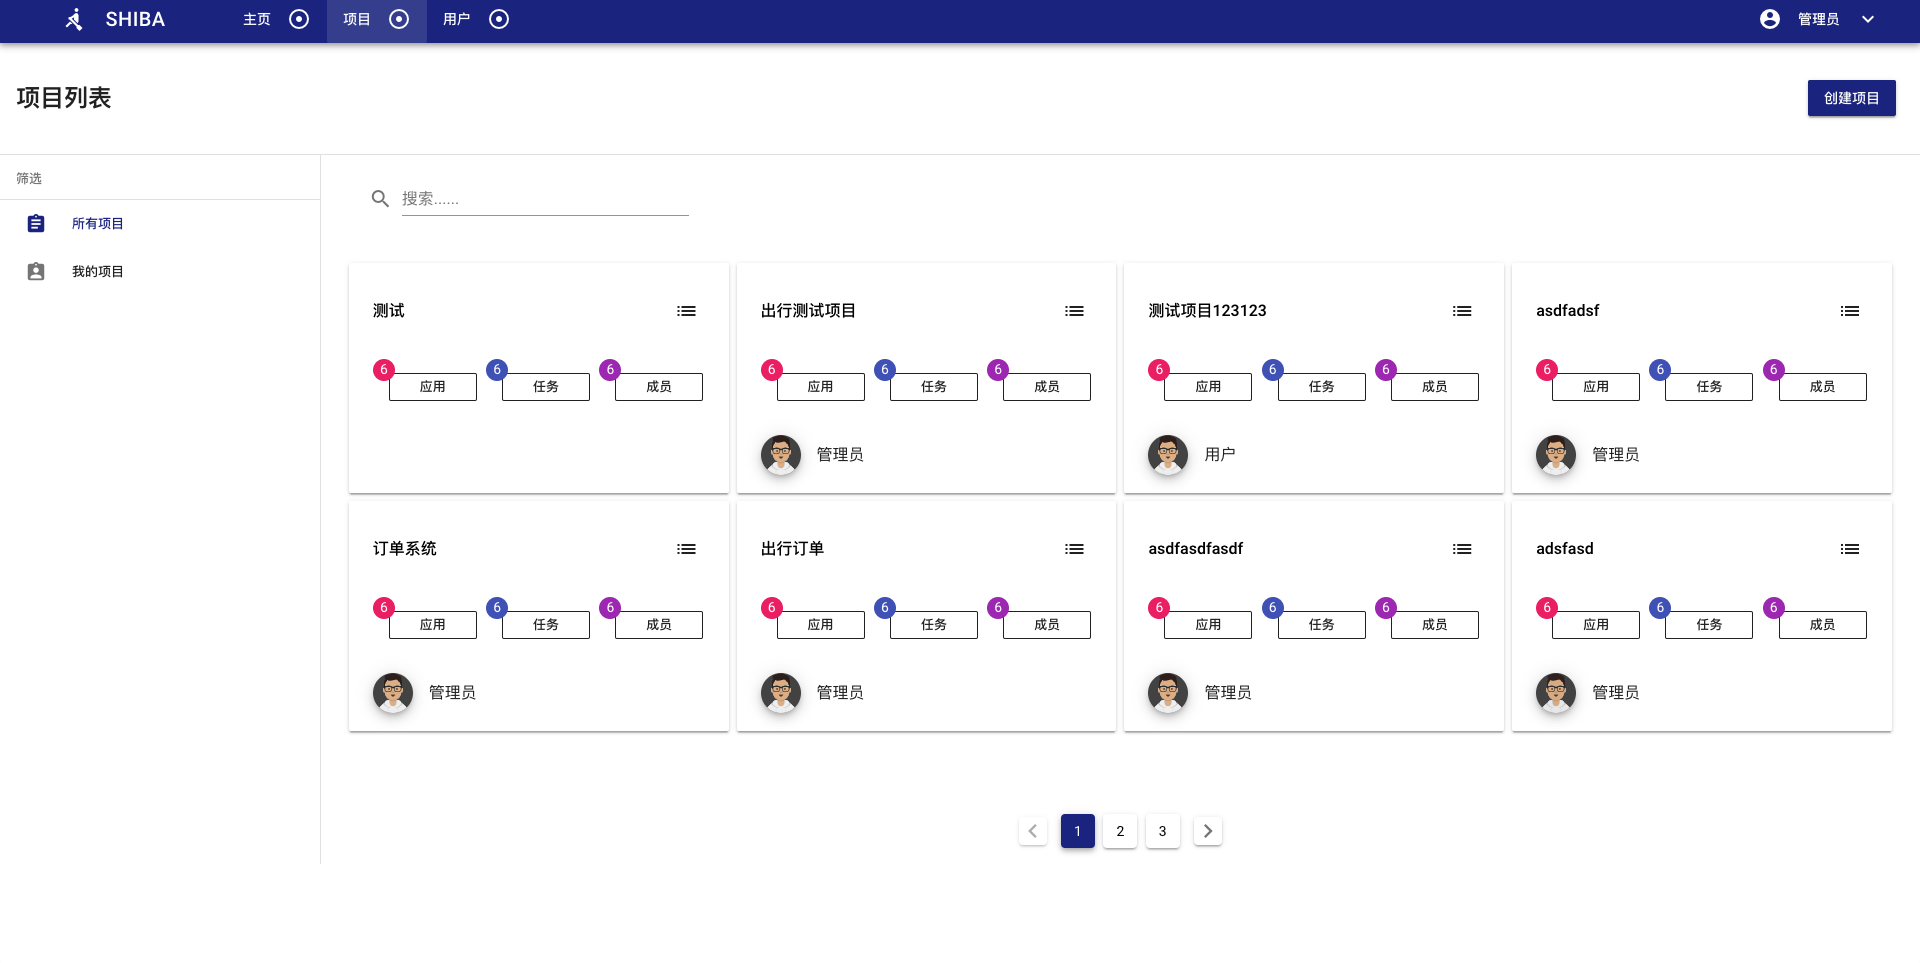 SHIBA 主页 项目 用户 管理员
项目列表 创建项目
筛选
所有项目
我的项目
搜索......
测试
6 应用 6 任务 6 成员
出行测试项目
6 应用 6 任务 6 成员
管理员
测试项目123123
6 应用 6 任务 6 成员
用户
asdfadsf
6 应用 6 任务 6 成员
管理员
订单系统
6 应用 6 任务 6 成员
管理员
出行订单
6 应用 6 任务 6 成员
管理员
asdfasdfasdf
6 应用 6 任务 6 成员
管理员
adsfasd
6 应用 6 任务 6 成员
管理员
1 2 3